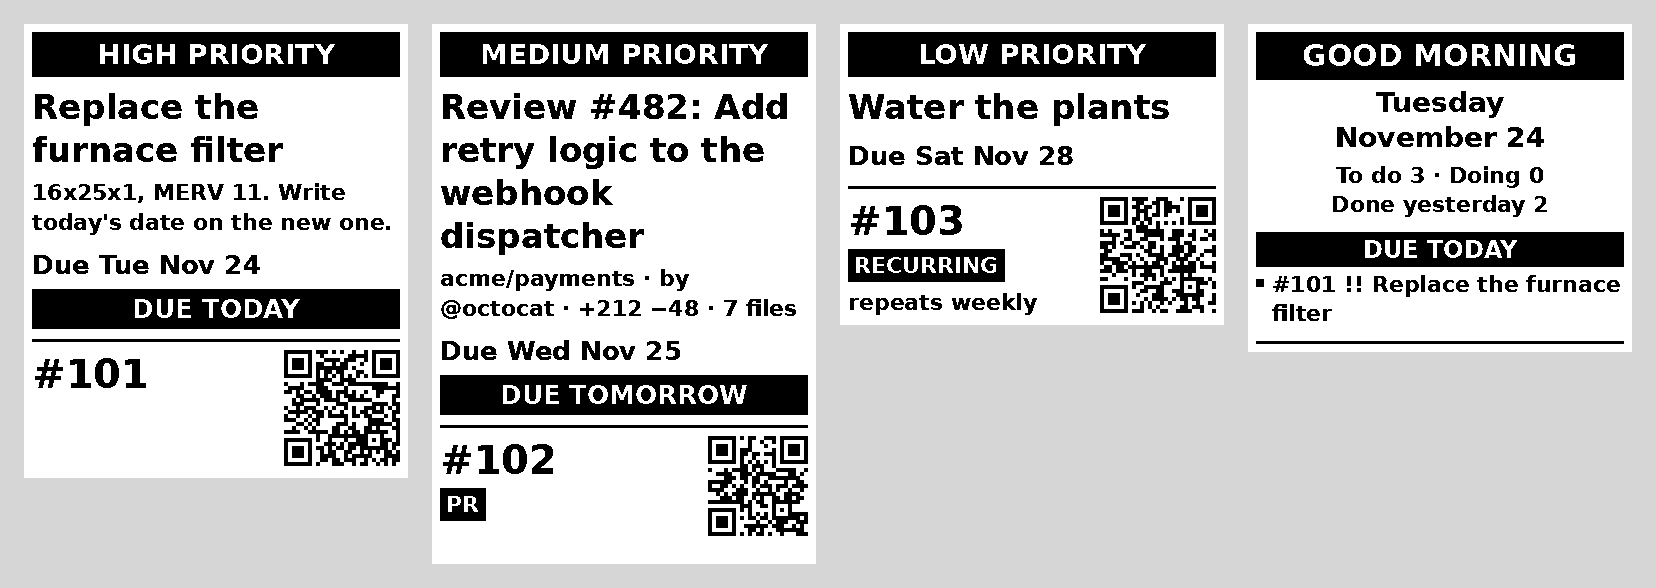 HIGH PRIORITY
Replace the
furnace filter
16x25x1, MERV 11. Write
today's date on the new one.
Due Tue Nov 24
DUE TODAY
#101
MEDIUM PRIORITY
Review #482: Add
retry logic to the
webhook
dispatcher
acme/payments · by
@octocat · +212 −48 · 7 files
Due Wed Nov 25
DUE TOMORROW
#102
PR
LOW PRIORITY
Water the plants
Due Sat Nov 28
#103
RECURRING
repeats weekly
GOOD MORNING
Tuesday
November 24
To do 3 · Doing 0
Done yesterday 2
DUE TODAY
▪ #101 !! Replace the furnace
filter